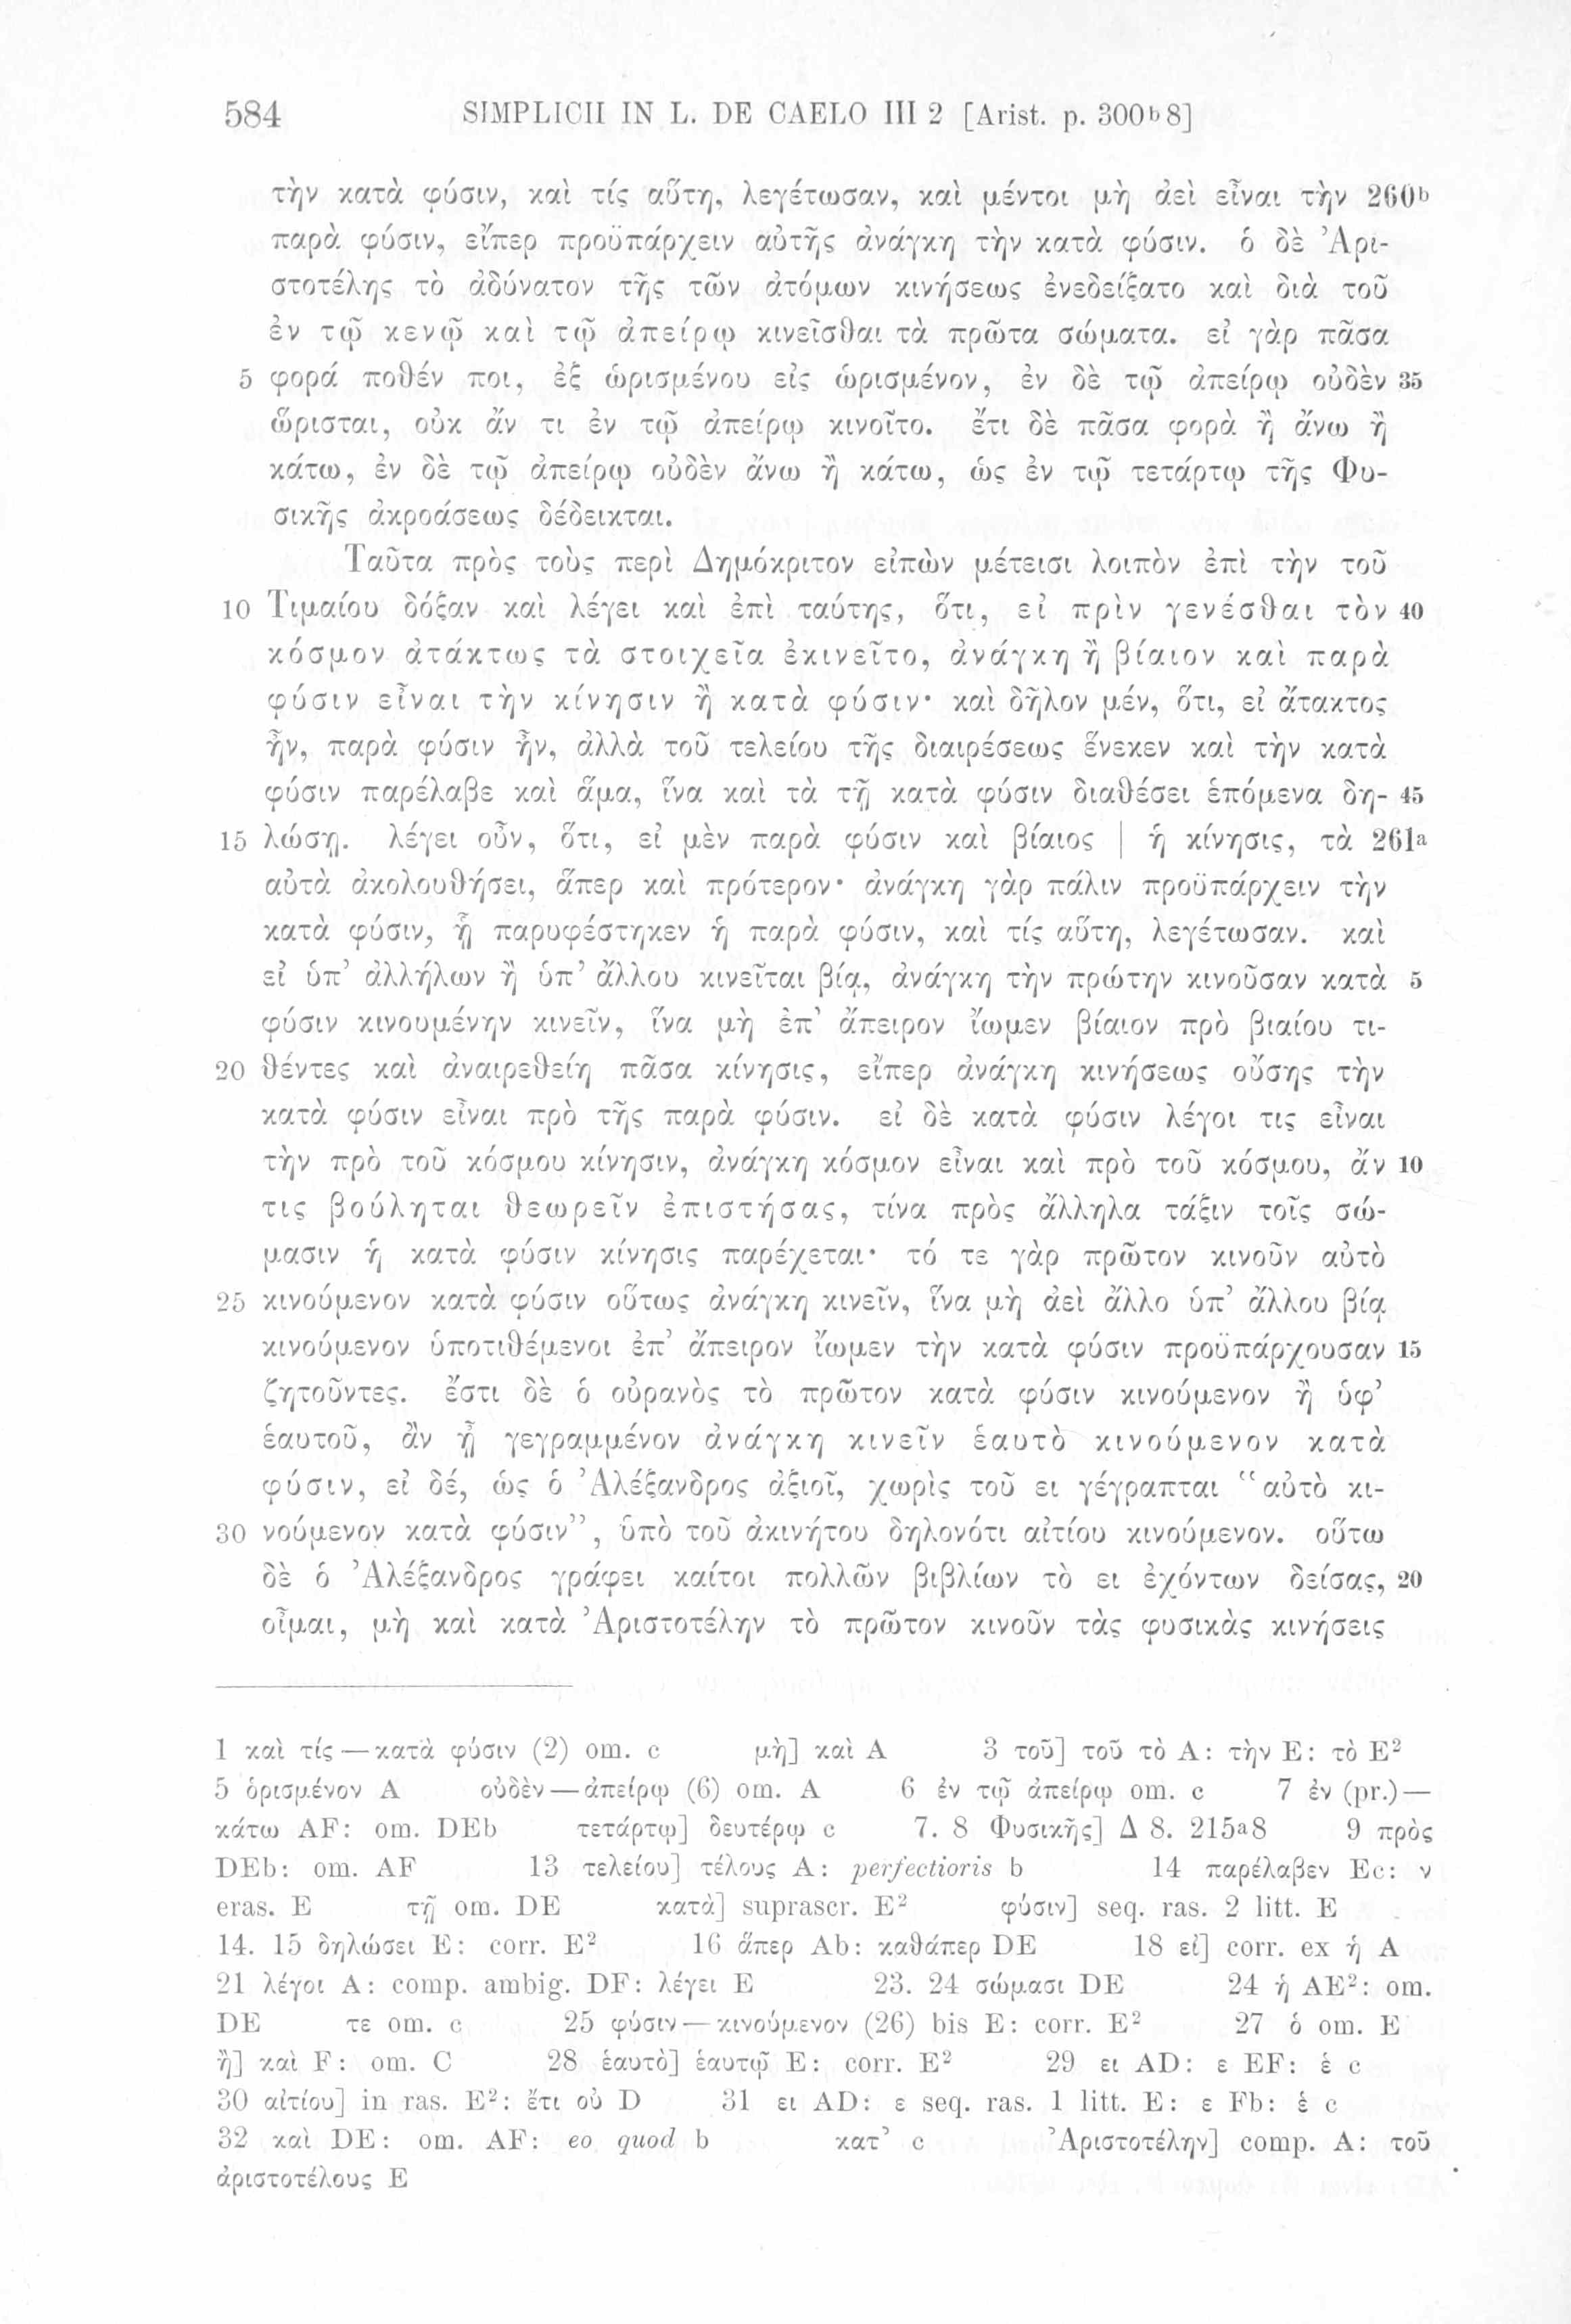 584 SIMPLICII IN L. DE CAELO III 2 [Arist. p. 300ᵇ8]
τὴν κατὰ φύσιν, καὶ τίς αὕτη, λεγέτωσαν, καὶ μέντοι μὴ ἀεὶ εἶναι τὴν 260ᵇ
παρὰ φύσιν, εἴπερ προϋπάρχειν αὐτῆς ἀνάγκη τὴν κατὰ φύσιν. ὁ δὲ Ἀρι-
στοτέλης τὸ ἀδύνατον τῆς τῶν ἀτόμων κινήσεως ἐνεδείξατο καὶ διὰ τοῦ
ἐν τῷ κενῷ καὶ τῷ ἀπείρῳ κινεῖσθαι τὰ πρῶτα σώματα. εἰ γὰρ πᾶσα
5 φορά ποθέν ποι, ἐξ ὡρισμένου εἰς ὡρισμένον, ἐν δὲ τῷ ἀπείρῳ οὐδὲν 35
ὥρισται, οὐκ ἄν τι ἐν τῷ ἀπείρῳ κινοῖτο. ἔτι δὲ πᾶσα φορὰ ἢ ἄνω ἢ
κάτω, ἐν δὲ τῷ ἀπείρῳ οὐδὲν ἄνω ἢ κάτω, ὡς ἐν τῷ τετάρτῳ τῆς Φυ-
σικῆς ἀκροάσεως δέδεικται.
Ταῦτα πρὸς τοὺς περὶ Δημόκριτον εἰπὼν μέτεισι λοιπὸν ἐπὶ τὴν τοῦ
10 Τιμαίου δόξαν καὶ λέγει καὶ ἐπὶ ταύτης, ὅτι, εἰ πρὶν γενέσθαι τὸν 40
κόσμον ἀτάκτως τὰ στοιχεῖα ἐκινεῖτο, ἀνάγκη ἢ βίαιον καὶ παρὰ
φύσιν εἶναι τὴν κίνησιν ἢ κατὰ φύσιν· καὶ δῆλον μέν, ὅτι, εἰ ἄτακτος
ἦν, παρὰ φύσιν ἦν, ἀλλὰ τοῦ τελείου τῆς διαιρέσεως ἕνεκεν καὶ τὴν κατὰ
φύσιν παρέλαβε καὶ ἅμα, ἵνα καὶ τὰ τῇ κατὰ φύσιν διαθέσει ἑπόμενα δη- 45
15 λώσῃ. λέγει οὖν, ὅτι, εἰ μὲν παρὰ φύσιν καὶ βίαιος | ἡ κίνησις, τὰ 261ᵃ
αὐτὰ ἀκολουθήσει, ἅπερ καὶ πρότερον· ἀνάγκη γὰρ πάλιν προϋπάρχειν τὴν
κατὰ φύσιν, ᾗ παρυφέστηκεν ἡ παρὰ φύσιν, καὶ τίς αὕτη, λεγέτωσαν. καὶ
εἰ ὑπ’ ἀλλήλων ἢ ὑπ’ ἄλλου κινεῖται βίᾳ, ἀνάγκη τὴν πρώτην κινοῦσαν κατὰ 5
φύσιν κινουμένην κινεῖν, ἵνα μὴ ἐπ’ ἄπειρον ἴωμεν βίαιον πρὸ βιαίου τι-
20 θέντες καὶ ἀναιρεθείη πᾶσα κίνησις, εἴπερ ἀνάγκη κινήσεως οὔσης τὴν
κατὰ φύσιν εἶναι πρὸ τῆς παρὰ φύσιν. εἰ δὲ κατὰ φύσιν λέγοι τις εἶναι
τὴν πρὸ τοῦ κόσμου κίνησιν, ἀνάγκη κόσμον εἶναι καὶ πρὸ τοῦ κόσμου, ἄν 10
τις βούληται θεωρεῖν ἐπιστήσας, τίνα πρὸς ἄλληλα τάξιν τοῖς σώ-
μασιν ἡ κατὰ φύσιν κίνησις παρέχεται· τό τε γὰρ πρῶτον κινοῦν αὐτὸ
25 κινούμενον κατὰ φύσιν οὕτως ἀνάγκη κινεῖν, ἵνα μὴ ἀεὶ ἄλλο ὑπ’ ἄλλου βίᾳ
κινούμενον ὑποτιθέμενοι ἐπ’ ἄπειρον ἴωμεν τὴν κατὰ φύσιν προϋπάρχουσαν 15
ζητοῦντες. ἔστι δὲ ὁ οὐρανὸς τὸ πρῶτον κατὰ φύσιν κινούμενον ἢ ὑφ’
ἑαυτοῦ, ἂν ᾖ γεγραμμένον ἀνάγκη κινεῖν ἑαυτὸ κινούμενον κατὰ
φύσιν, εἰ δέ, ὡς ὁ Ἀλέξανδρος ἀξιοῖ, χωρὶς τοῦ ει γέγραπται “αὐτὸ κι-
30 νούμενον κατὰ φύσιν”, ὑπὸ τοῦ ἀκινήτου δηλονότι αἰτίου κινούμενον. οὕτω
δὲ ὁ Ἀλέξανδρος γράφει καίτοι πολλῶν βιβλίων τὸ ει ἐχόντων δείσας, 20
οἶμαι, μὴ καὶ κατὰ Ἀριστοτέλην τὸ πρῶτον κινοῦν τὰς φυσικὰς κινήσεις
1 καὶ τίς — κατὰ φύσιν (2) om. c μὴ] καὶ A 3 τοῦ] τοῦ τὸ A: τὴν E: τὸ E²
5 ὁρισμένον A οὐδὲν — ἀπείρῳ (6) om. A 6 ἐν τῷ ἀπείρῳ om. c 7 ἐν (pr.) —
κάτω AF: om. DEb τετάρτῳ] δευτέρῳ c 7. 8 Φυσικῆς] Δ 8. 215ᵃ8 9 πρὸς
DEb: om. AF 13 τελείου] τέλους A: perfectioris b 14 παρέλαβεν Ec: ν
eras. E τῇ om. DE κατὰ] suprascr. E² φύσιν] seq. ras. 2 litt. E
14. 15 δηλώσει E: corr. E² 16 ἅπερ Ab: καθάπερ DE 18 εἰ] corr. ex ἡ A
21 λέγοι A: comp. ambig. DF: λέγει E 23. 24 σώμασι DE 24 ἡ AE²: om.
DE τε om. c 25 φύσιν — κινούμενον (26) bis E: corr. E² 27 ὁ om. E
ἢ] καὶ F: om. C 28 ἑαυτὸ] ἑαυτῷ E: corr. E² 29 ει AD: ε EF: ἑ c
30 αἰτίου] in ras. E²: ἔτι οὐ D 31 ει AD: ε seq. ras. 1 litt. E: ε Fb: ἑ c
32 καὶ DE: om. AF: eo quod b κατ’ c Ἀριστοτέλην] comp. A: τοῦ
ἀριστοτέλους E